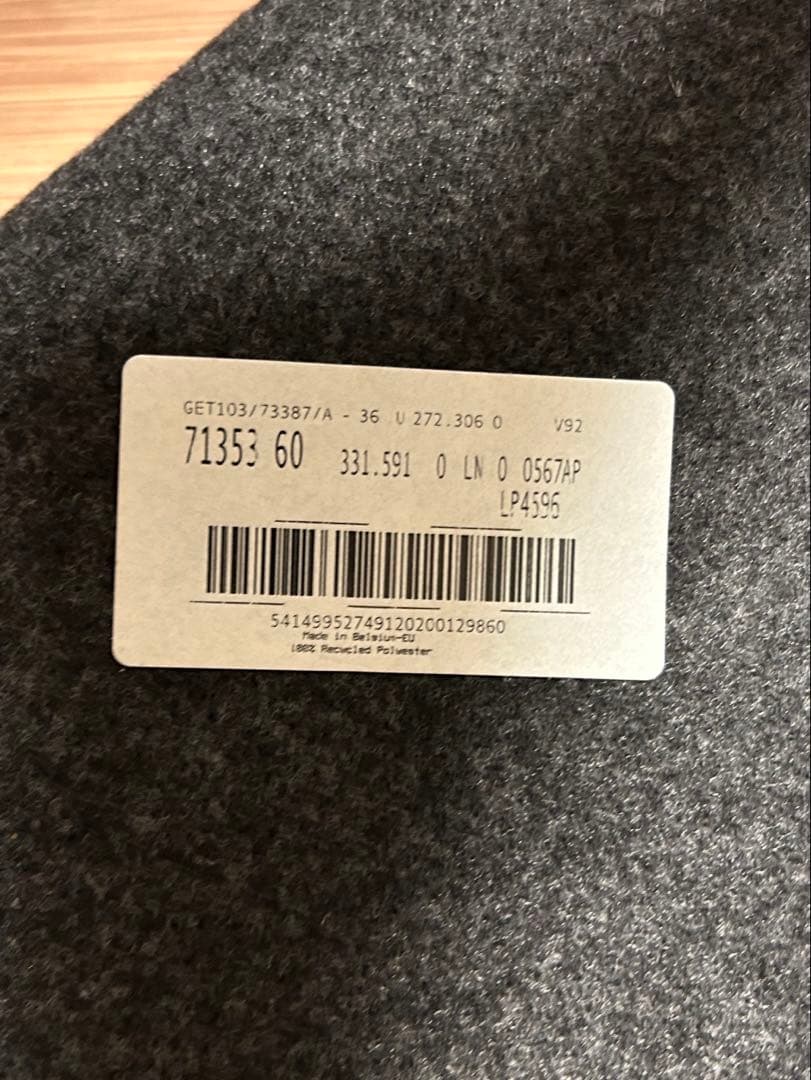 GET103/73387/A - 36 U 272.306 0 V92
71353 60 331.591 0 LN 0 0567AP
LP4596
54149952749120200129860
Made in Belgium-EU
100% Recycled Polyester